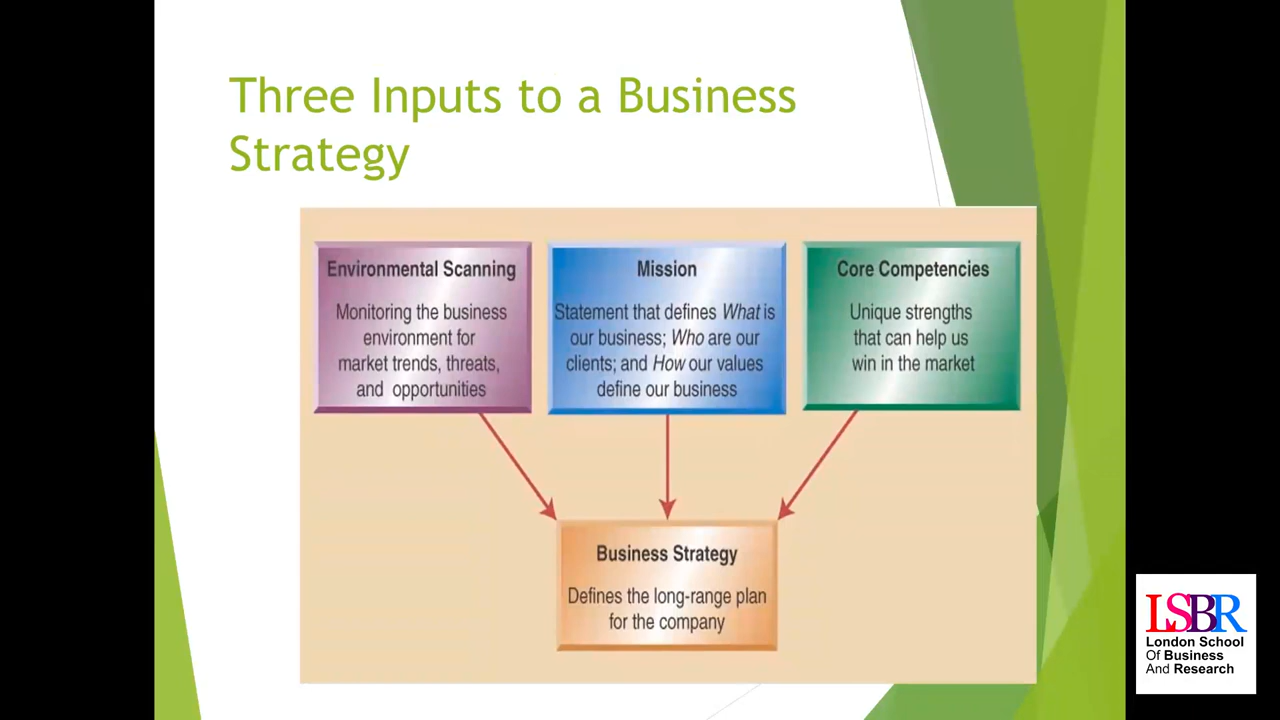 Three Inputs to a Business
Strategy
Environmental Scanning
Monitoring the business
environment for
market trends, threats,
and opportunities
Mission
Statement that defines What is
our business; Who are our
clients; and How our values
define our business
Core Competencies
Unique strengths
that can help us
win in the market
Business Strategy
Defines the long-range plan
for the company
LSBR
London School
Of Business
And Research